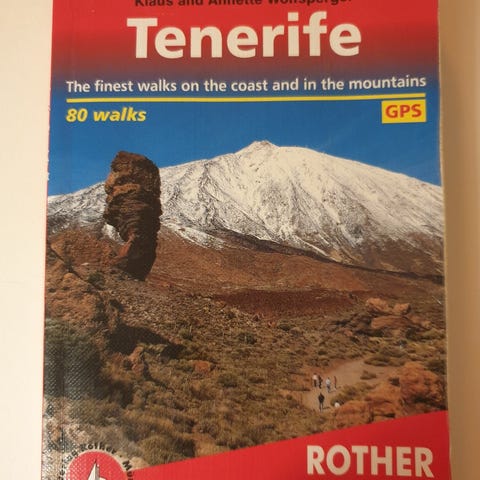 Klaus and Annette Wolfsperger
Tenerife
The finest walks on the coast and in the mountains
80 walks
GPS
ROTHER